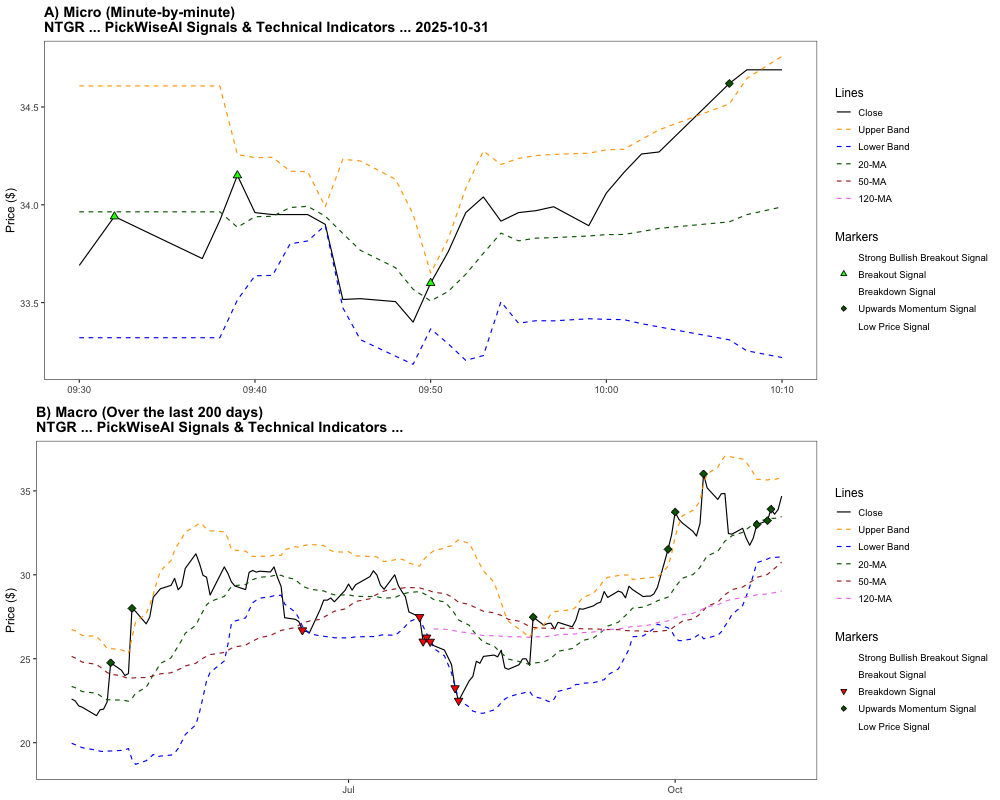 A) Micro (Minute-by-minute)
NTGR ... PickWiseAI Signals & Technical Indicators ... 2025-10-31
Price ($)
34.5
34.0
33.5
09:30
09:40
09:50
10:00
10:10
Lines
Close
Upper Band
Lower Band
20-MA
50-MA
120-MA
Markers
Strong Bullish Breakout Signal
Breakout Signal
Breakdown Signal
Upwards Momentum Signal
Low Price Signal
B) Macro (Over the last 200 days)
NTGR ... PickWiseAI Signals & Technical Indicators ...
Price ($)
35
30
25
20
Jul
Oct
Lines
Close
Upper Band
Lower Band
20-MA
50-MA
120-MA
Markers
Strong Bullish Breakout Signal
Breakout Signal
Breakdown Signal
Upwards Momentum Signal
Low Price Signal